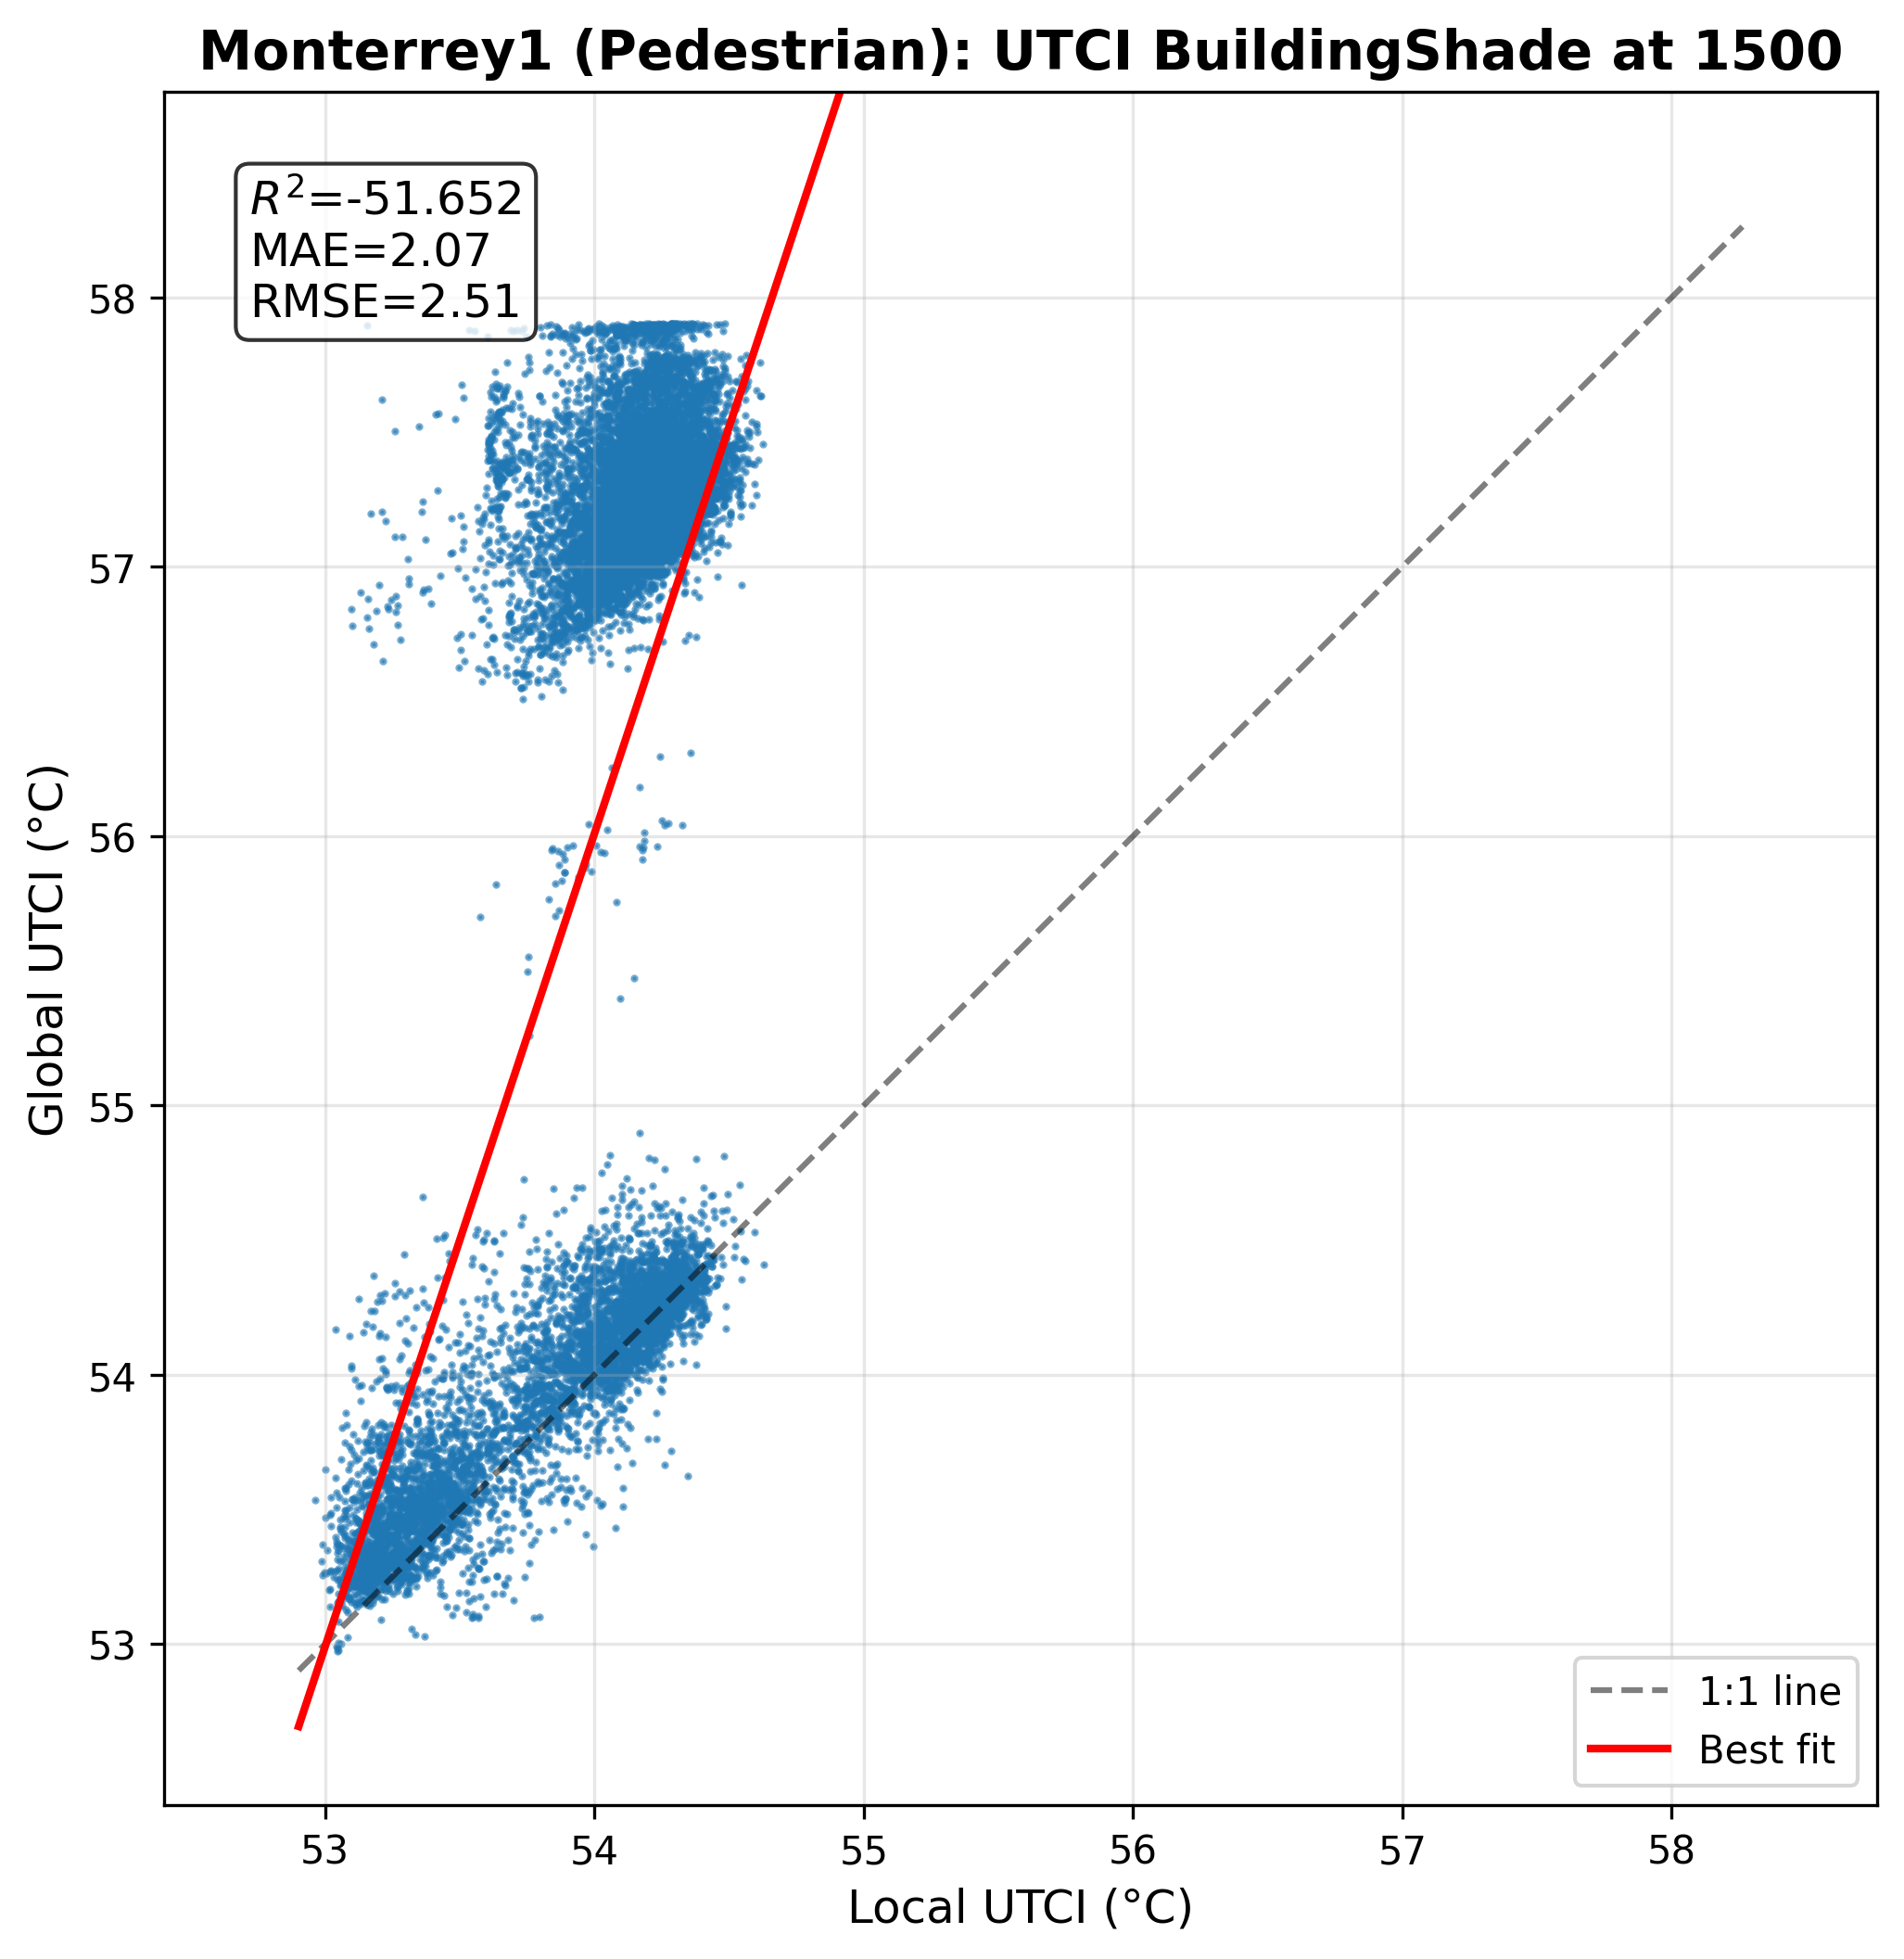 Monterrey1 (Pedestrian): UTCI BuildingShade at 1500
R²=-51.652
MAE=2.07
RMSE=2.51
58
57
56
55
54
53
Global UTCI (°C)
53 54 55 56 57 58
Local UTCI (°C)
1:1 line
Best fit